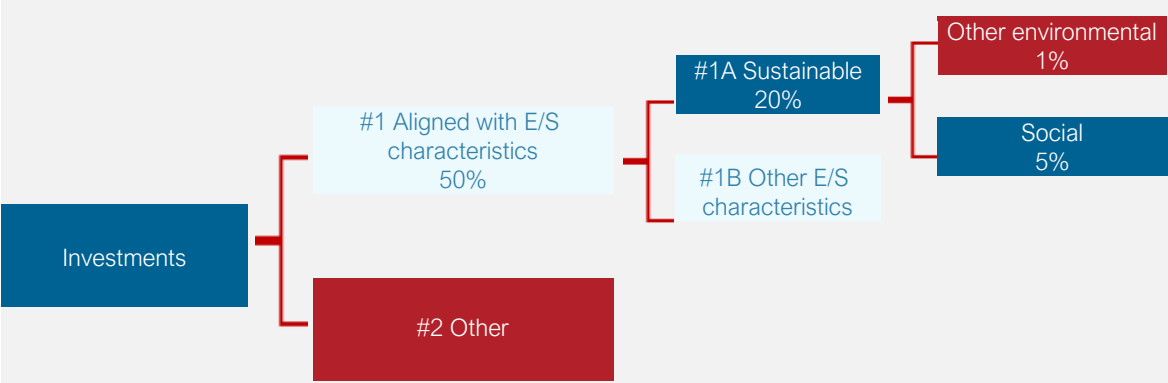 Investments
#1 Aligned with E/S
characteristics
50%
#2 Other
#1A Sustainable
20%
#1B Other E/S
characteristics
Other environmental
1%
Social
5%